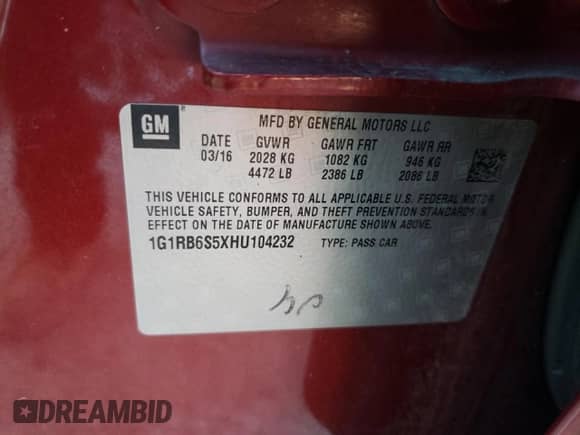 GM
MFD BY GENERAL MOTORS LLC
DATE GVWR GAWR FRT GAWR RR
03/16 2028 KG 1082 KG 946 KG
4472 LB 2386 LB 2086 LB
THIS VEHICLE CONFORMS TO ALL APPLICABLE U.S. FEDERAL MOTOR
VEHICLE SAFETY, BUMPER, AND THEFT PREVENTION STANDARDS IN
EFFECT ON THE DATE OF MANUFACTURE SHOWN ABOVE.
1G1RB6S5XHU104232 TYPE: PASS CAR
DREAMBID